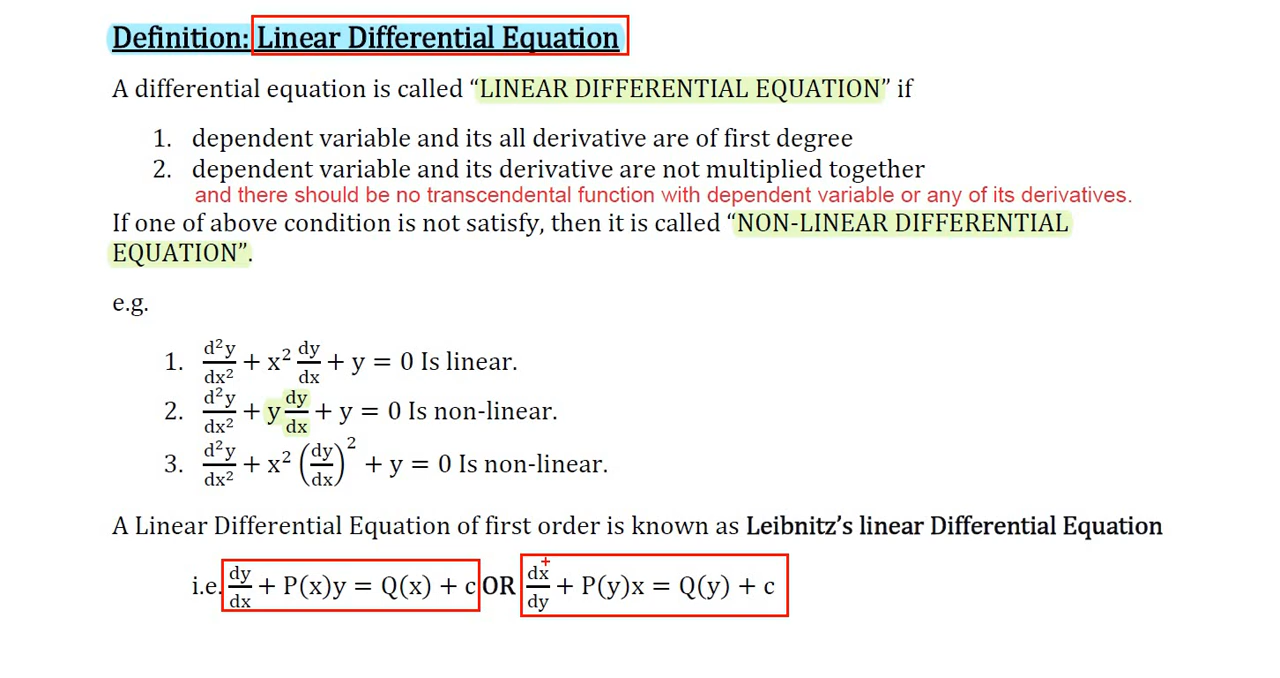 Definition: Linear Differential Equation
A differential equation is called “LINEAR DIFFERENTIAL EQUATION” if
1. dependent variable and its all derivative are of first degree
2. dependent variable and its derivative are not multiplied together
and there should be no transcendental function with dependent variable or any of its derivatives.
If one of above condition is not satisfy, then it is called “NON-LINEAR DIFFERENTIAL
EQUATION”.
e.g.
1. d²y/dx² + x² dy/dx + y = 0 Is linear.
2. d²y/dx² + y dy/dx + y = 0 Is non-linear.
3. d²y/dx² + x² (dy/dx)² + y = 0 Is non-linear.
A Linear Differential Equation of first order is known as Leibnitz’s linear Differential Equation
i.e. dy/dx + P(x)y = Q(x) + c OR dx/dy + P(y)x = Q(y) + c